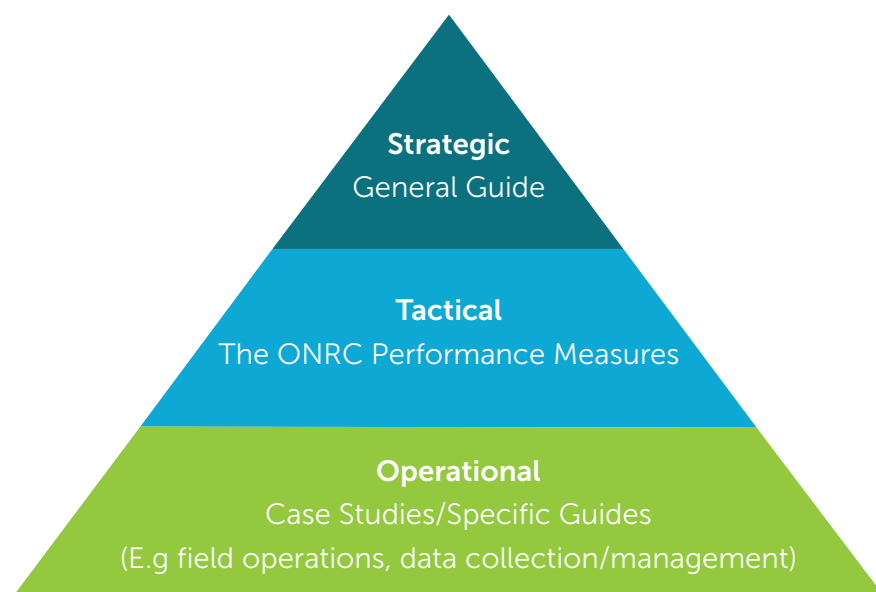 Strategic
General Guide
Tactical
The ONRC Performance Measures
Operational
Case Studies/Specific Guides
(E.g field operations, data collection/management)